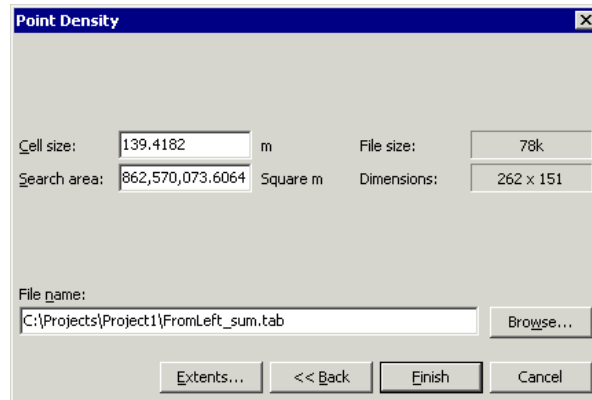 Point Density
Cell size: 139.4182 m File size: 78k
Search area: 862,570,073.6064 Square m Dimensions: 262 x 151
File name:
C:\Projects\Project1\FromLeft_sum.tab Browse...
Extents... << Back Finish Cancel